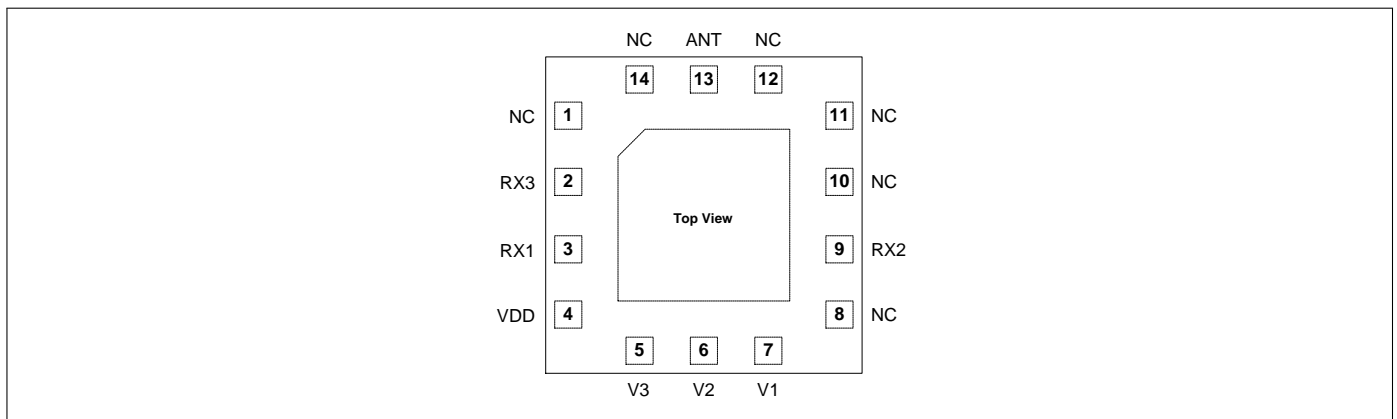 NC ANT NC
14 13 12
NC 1 11 NC
RX3 2 10 NC
Top View
RX1 3 9 RX2
VDD 4 8 NC
5 6 7
V3 V2 V1